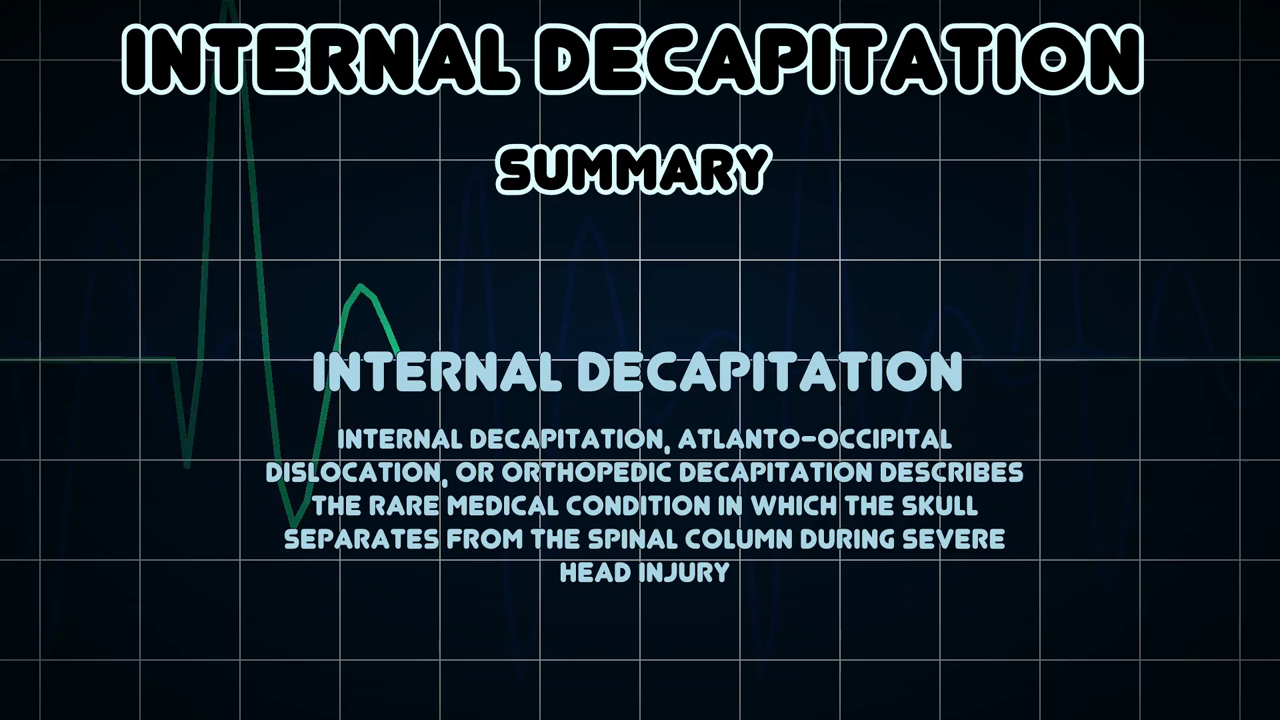 INTERNAL DECAPITATION
SUMMARY
INTERNAL DECAPITATION
INTERNAL DECAPITATION, ATLANTO-OCCIPITAL
DISLOCATION, OR ORTHOPEDIC DECAPITATION DESCRIBES
THE RARE MEDICAL CONDITION IN WHICH THE SKULL
SEPARATES FROM THE SPINAL COLUMN DURING SEVERE
HEAD INJURY